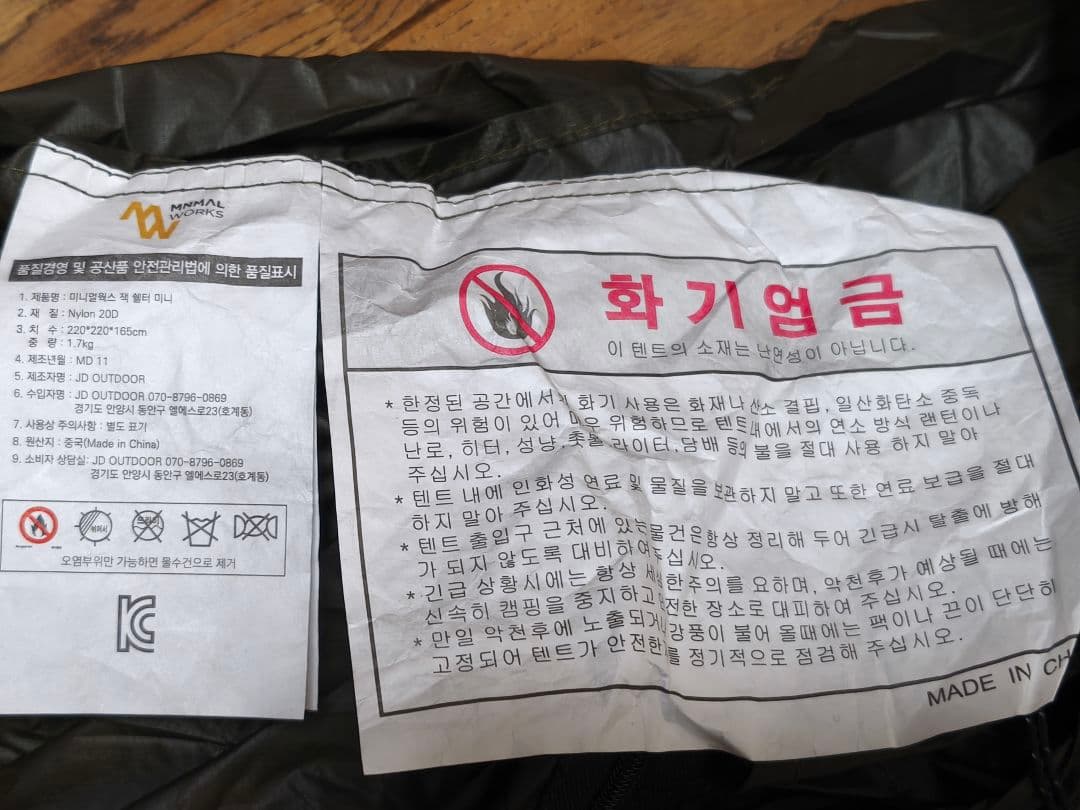 MNMAL
WORKS
품질경영 및 공산품 안전관리법에 의한 품질표시
1. 제품명 : 미니멀웍스 잭 쉘터 미니
2. 재 질 : Nylon 20D
3. 치 수 : 220*220*165cm
중 량 : 1.7kg
4. 제조년월 : MD 11
5. 제조자명 : JD OUTDOOR
6. 수입자명 : JD OUTDOOR 070-8796-0869
경기도 안양시 동안구 엘에스로23(호계동)
7. 사용상 주의사항 : 별도 표기
8. 원산지 : 중국(Made in China)
9. 소비자 상담실: JD OUTDOOR 070-8796-0869
경기도 안양시 동안구 엘에스로23(호계동)
드라이
오염부위만 가능하면 물수건으로 제거
화기엄금
이 텐트의 소재는 난연성이 아닙니다.
* 한정된 공간에서의 화기 사용은 화재나 산소 결핍, 일산화탄소 중독
등의 위험이 있어 매우 위험하므로 텐트내에서의 연소 방식 랜턴이나
난로, 히터, 성냥, 촛불, 라이터, 담배 등의 불을 절대 사용 하지 말아
주십시오.
* 텐트 내에 인화성 연료 및 물질을 보관하지 말고 또한 연료 보급을 절대
하지 말아 주십시오.
* 텐트 출입구 근처에 있는 물건은 항상 정리해 두어 긴급시 탈출에 방해
가 되지 않도록 대비하여 주십시오.
* 긴급 상황시에는 항상 세심한 주의를 요하며, 악천후가 예상될 때에는
신속히 캠핑을 중지하고 안전한 장소로 대피하여 주십시오.
* 만일 악천후에 노출되거나 강풍이 불어 올때에는 팩이나 끈이 단단히
고정되어 텐트가 안전한지를 정기적으로 점검해 주십시오.
MADE IN CH